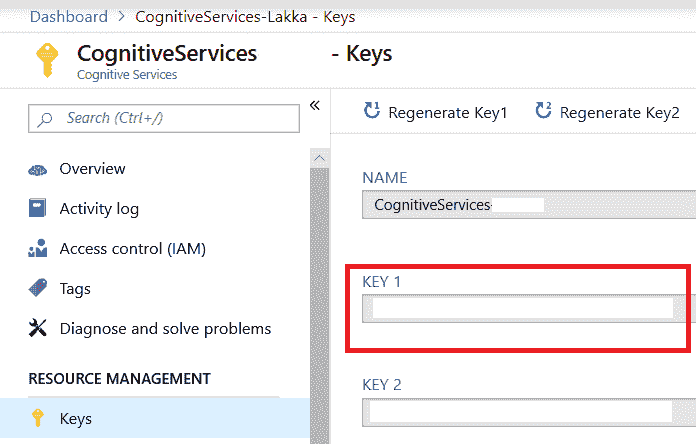 Dashboard > CognitiveServices-Lakka - Keys
CognitiveServices - Keys
Cognitive Services
Search (Ctrl+/)
«
Regenerate Key1
Regenerate Key2
Overview
Activity log
Access control (IAM)
Tags
Diagnose and solve problems
RESOURCE MANAGEMENT
Keys
NAME
CognitiveServices-
KEY 1
KEY 2